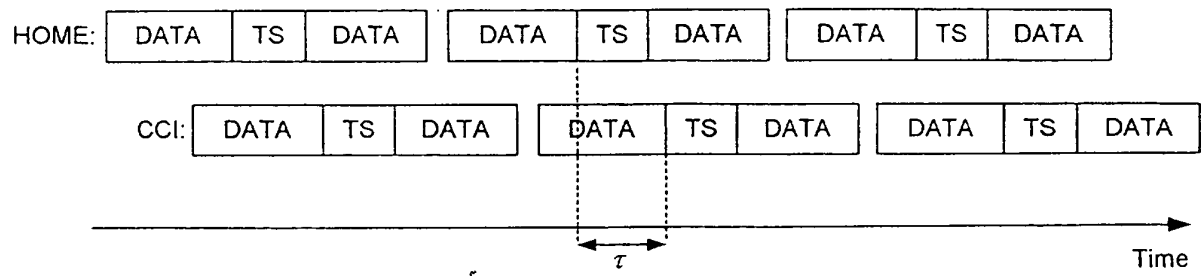 HOME: DATA TS DATA DATA TS DATA DATA TS DATA
CCI: DATA TS DATA DATA TS DATA DATA TS DATA
τ
Time